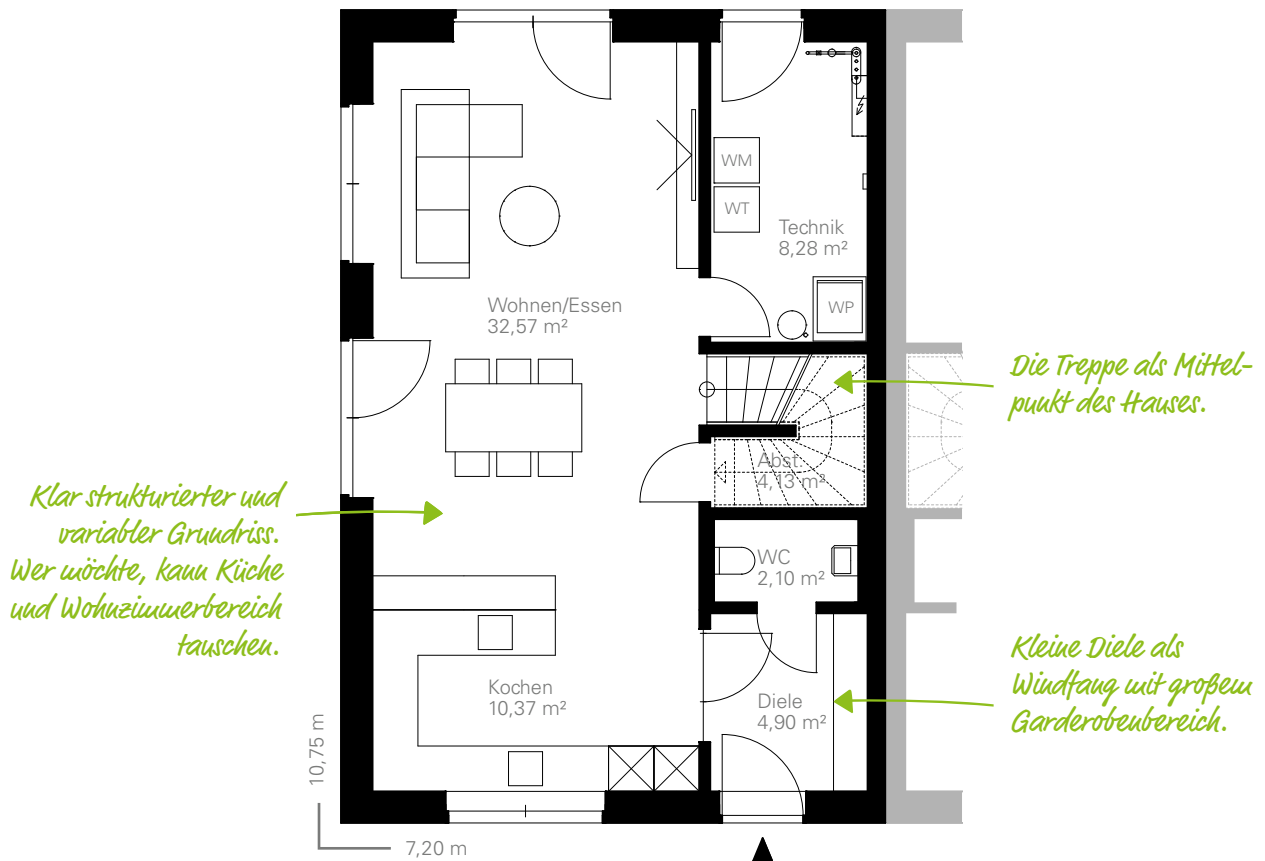 WM
WT
Technik
8,28 m²
WP
Wohnen/Essen
32,57 m²
Die Treppe als Mittel-
punkt des Hauses.
Abst.
4,13 m²
Klar strukturierter und
variabler Grundriss.
Wer möchte, kann Küche
und Wohnzimmerbereich
tauschen.
WC
2,10 m²
Kleine Diele als
Windfang mit großem
Garderobenbereich.
Kochen
10,37 m²
Diele
4,90 m²
10,75 m
7,20 m